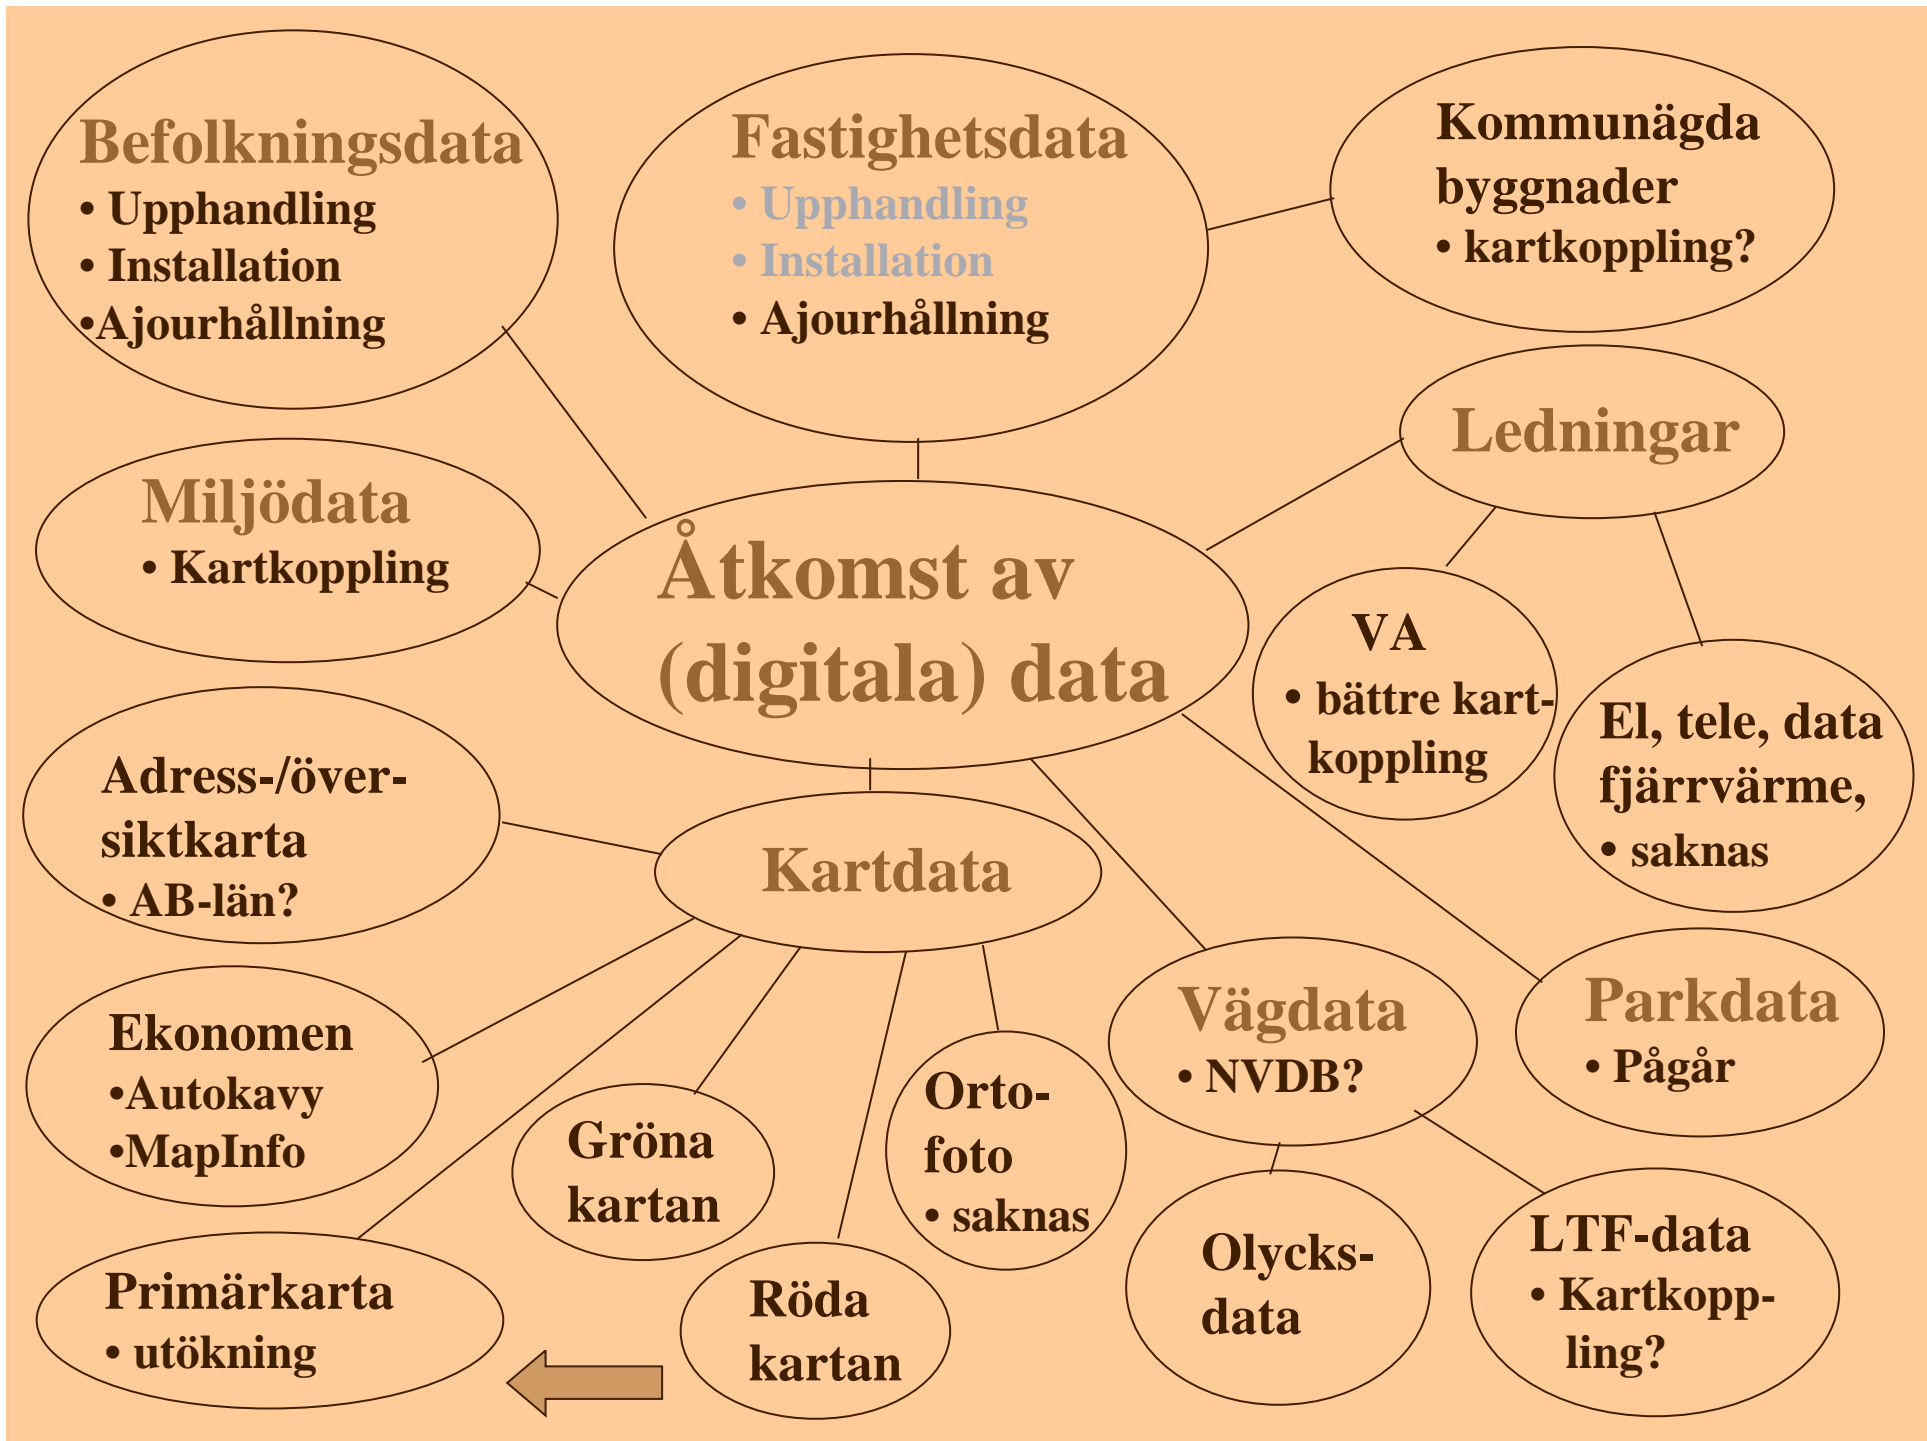 Befolkningsdata
• Upphandling
• Installation
•Ajourhållning
Fastighetsdata
• Upphandling
• Installation
• Ajourhållning
Kommunägda
byggnader
• kartkoppling?
Ledningar
Miljödata
• Kartkoppling
Åtkomst av
(digitala) data
VA
• bättre kart-
koppling
El, tele, data
fjärrvärme,
• saknas
Adress-/över-
siktkarta
• AB-län?
Kartdata
Ekonomen
•Autokavy
•MapInfo
Gröna
kartan
Orto-
foto
• saknas
Vägdata
• NVDB?
Parkdata
• Pågår
Primärkarta
• utökning
Röda
kartan
Olycks-
data
LTF-data
• Kartkopp-
ling?